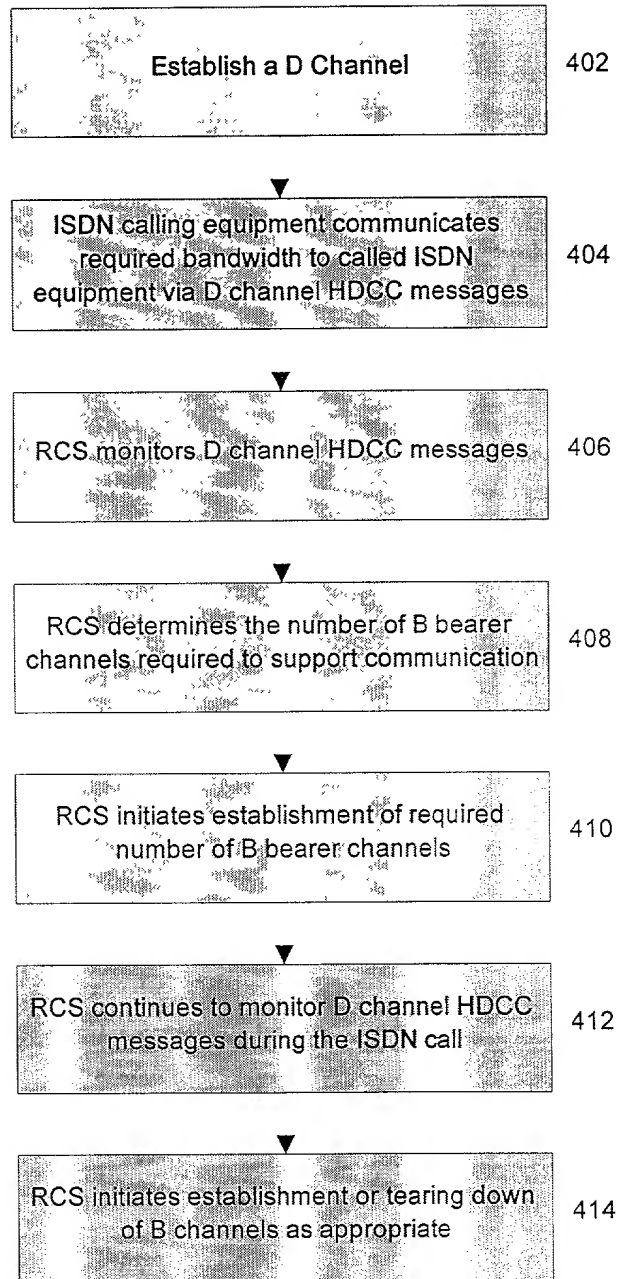 Establish a D Channel
402
ISDN calling equipment communicates
required bandwidth to called ISDN
equipment via D channel HDCC messages
404
RCS monitors D channel HDCC messages
406
RCS determines the number of B bearer
channels required to support communication
408
RCS initiates establishment of required
number of B bearer channels
410
RCS continues to monitor D channel HDCC
messages during the ISDN call
412
RCS initiates establishment or tearing down
of B channels as appropriate
414